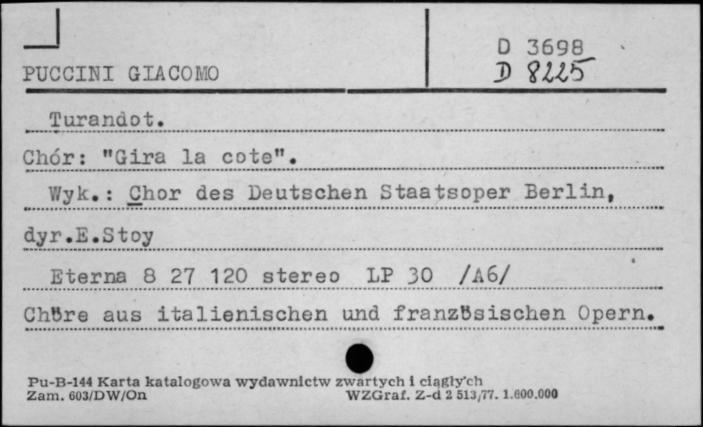 D 3698
PUCCINI GIACOMO D 8225
Turandot.
Chór: "Gira la cote".
Wyk.: Chor des Deutschen Staatsoper Berlin,
dyr.E.Stoy
Eterna 8 27 120 stereo LP 30 /A6/
Chöre aus italienischen und französischen Opern.
Pu-B-144 Karta katalogowa wydawnictw zwartych i ciągłych
Zam. 603/DW/On WZGraf. Z-d 2 513/77. 1.600.000